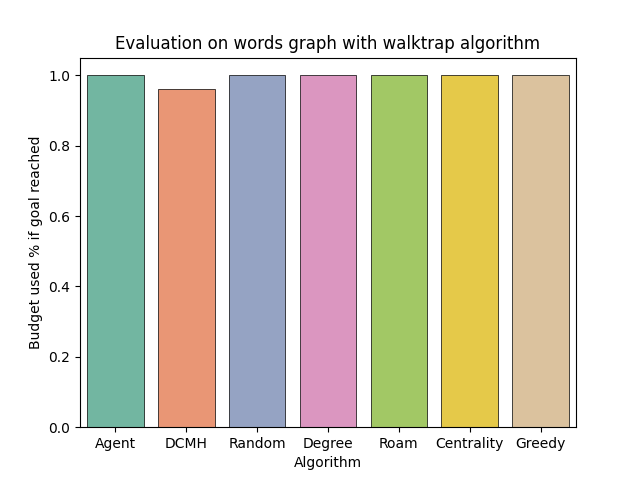 Evaluation on words graph with walktrap algorithm
Budget used % if goal reached
1.0
0.8
0.6
0.4
0.2
0.0
Agent DCMH Random Degree Roam Centrality Greedy
Algorithm